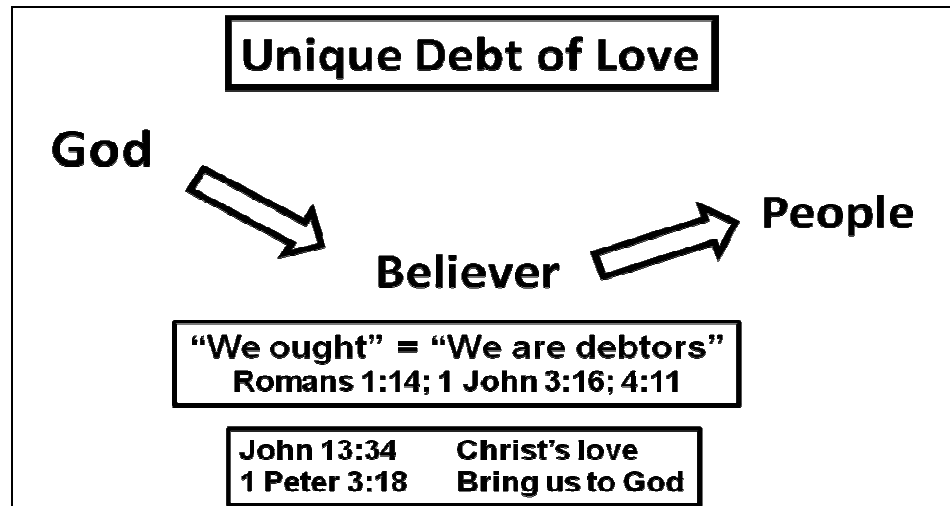 Unique Debt of Love
God
People
Believer
“We ought” = “We are debtors”
Romans 1:14; 1 John 3:16; 4:11
John 13:34 Christ’s love
1 Peter 3:18 Bring us to God